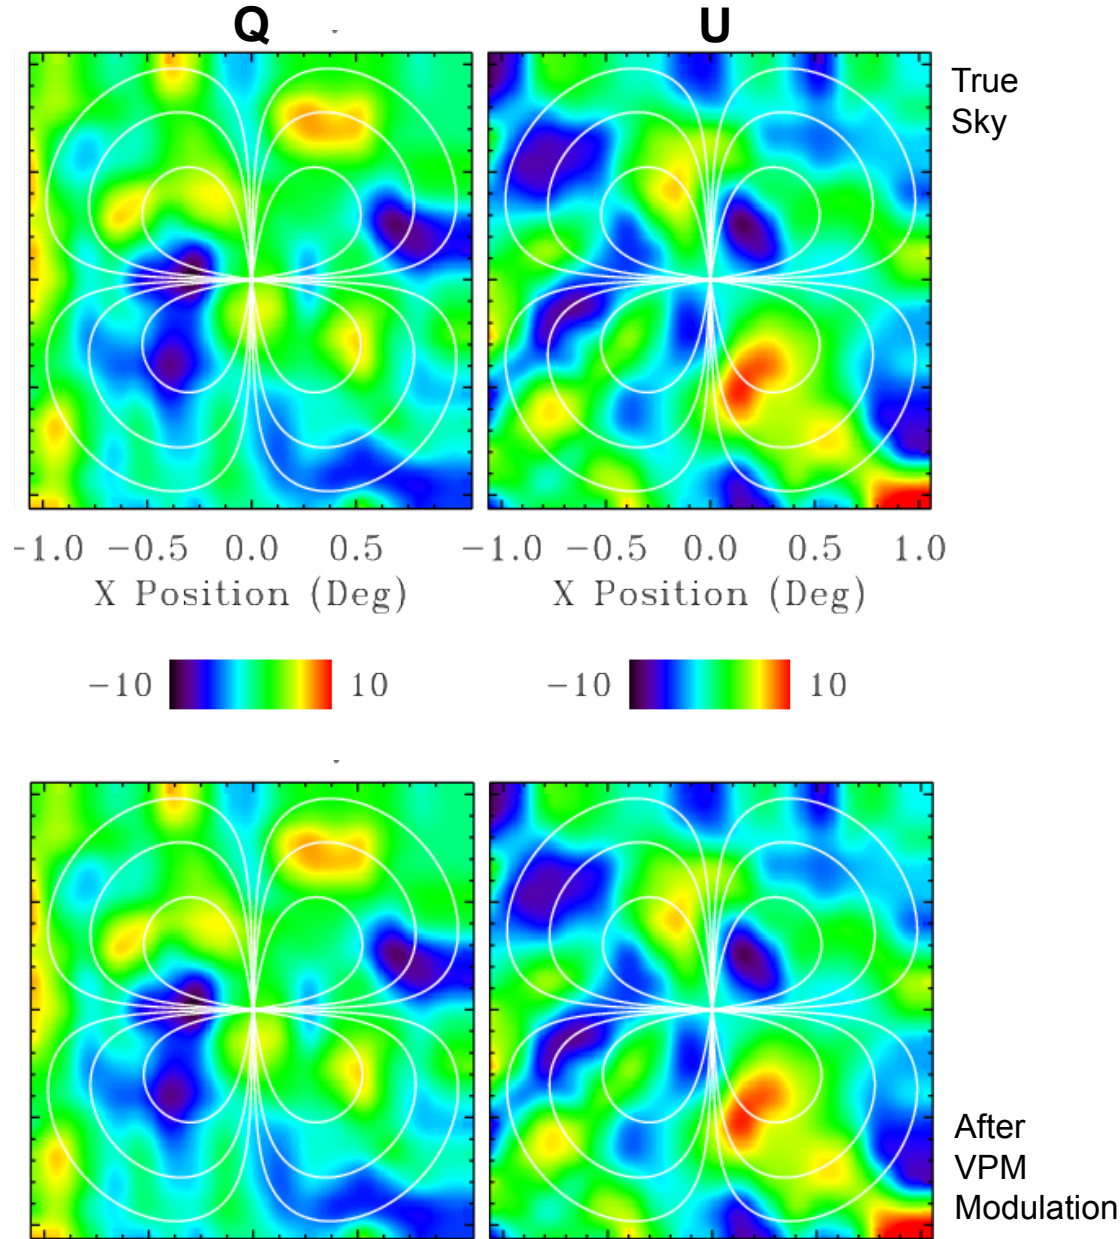 Q U
True
Sky
-1.0 -0.5 0.0 0.5 -1.0 -0.5 0.0 0.5 1.0
X Position (Deg) X Position (Deg)
-10 10 -10 10
After
VPM
Modulation